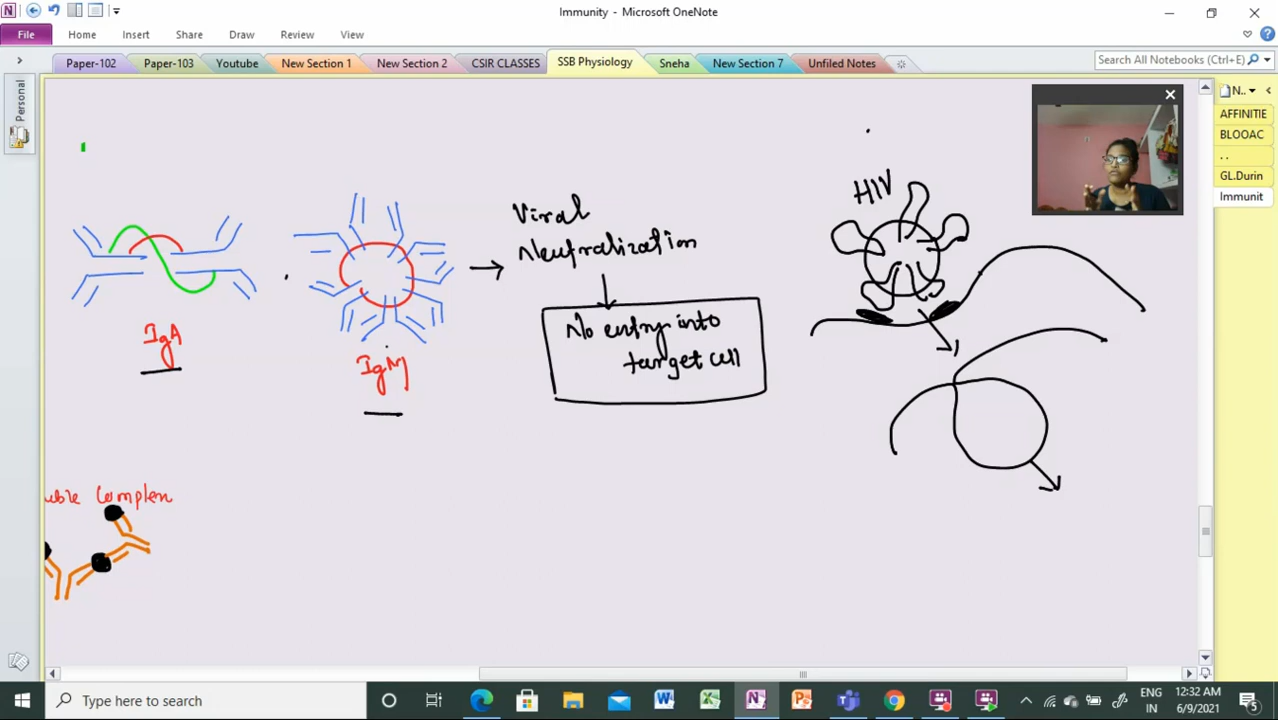 Immunity - Microsoft OneNote
File
Home
Insert
Share
Draw
Review
View
Paper-102
Paper-103
Youtube
New Section 1
New Section 2
CSIR CLASSES
SSB Physiology
Sneha
New Section 7
Unfiled Notes
Search All Notebooks (Ctrl+E)
Personal
N..
AFFINITIE
BLOOAC
. .
GL.Durin
Immunit
HIV
Viral
Neutralization
No entry into
target cell
IgA
IgM
uble Complex
Type here to search
ENG
IN
12:32 AM
6/9/2021
5